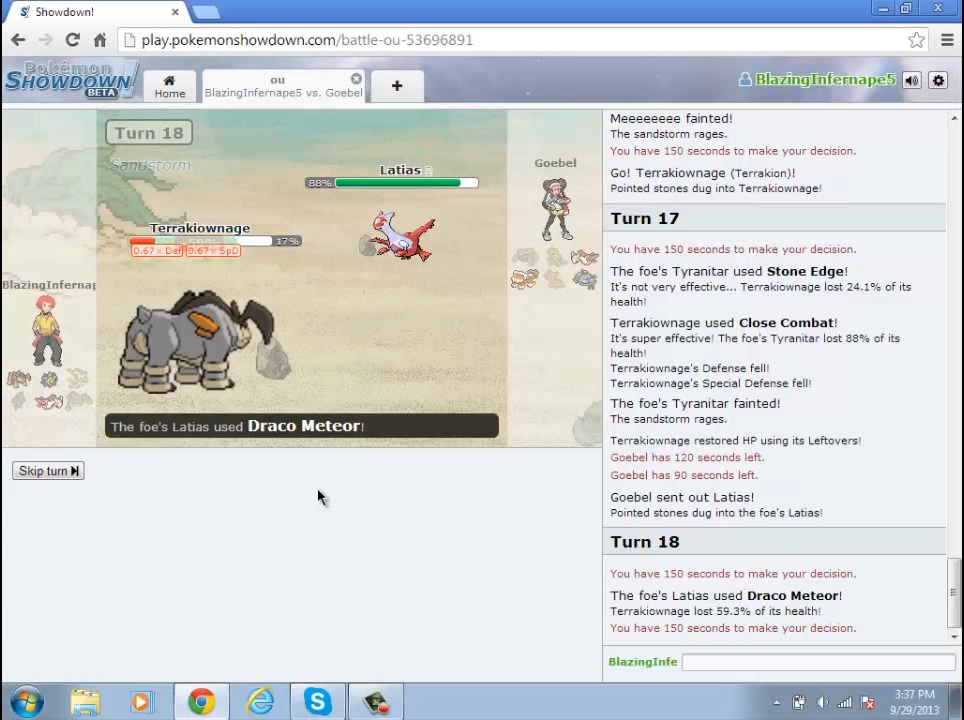 Showdown!
play.pokemonshowdown.com/battle-ou-53696891
Pokémon
SHOWDOWN
BETA
Home
ou
BlazingInfernape5 vs. Goebel
BlazingInfernape5
Turn 18
Sandstorm
Latias
88%
Goebel
Terrakiownage
17%
0.67× Def 0.67× SpD
BlazingInfernap
The foe's Latias used Draco Meteor!
Skip turn
Meeeeeeee fainted!
The sandstorm rages.
You have 150 seconds to make your decision.
Go! Terrakiownage (Terrakion)!
Pointed stones dug into Terrakiownage!
Turn 17
You have 150 seconds to make your decision.
The foe's Tyranitar used Stone Edge!
It's not very effective... Terrakiownage lost 24.1% of its
health!
Terrakiownage used Close Combat!
It's super effective! The foe's Tyranitar lost 88% of its
health!
Terrakiownage's Defense fell!
Terrakiownage's Special Defense fell!
The foe's Tyranitar fainted!
The sandstorm rages.
Terrakiownage restored HP using its Leftovers!
Goebel has 120 seconds left.
Goebel has 90 seconds left.
Goebel sent out Latias!
Pointed stones dug into the foe's Latias!
Turn 18
You have 150 seconds to make your decision.
The foe's Latias used Draco Meteor!
Terrakiownage lost 59.3% of its health!
You have 150 seconds to make your decision.
BlazingInfe
3:37 PM
9/29/2013